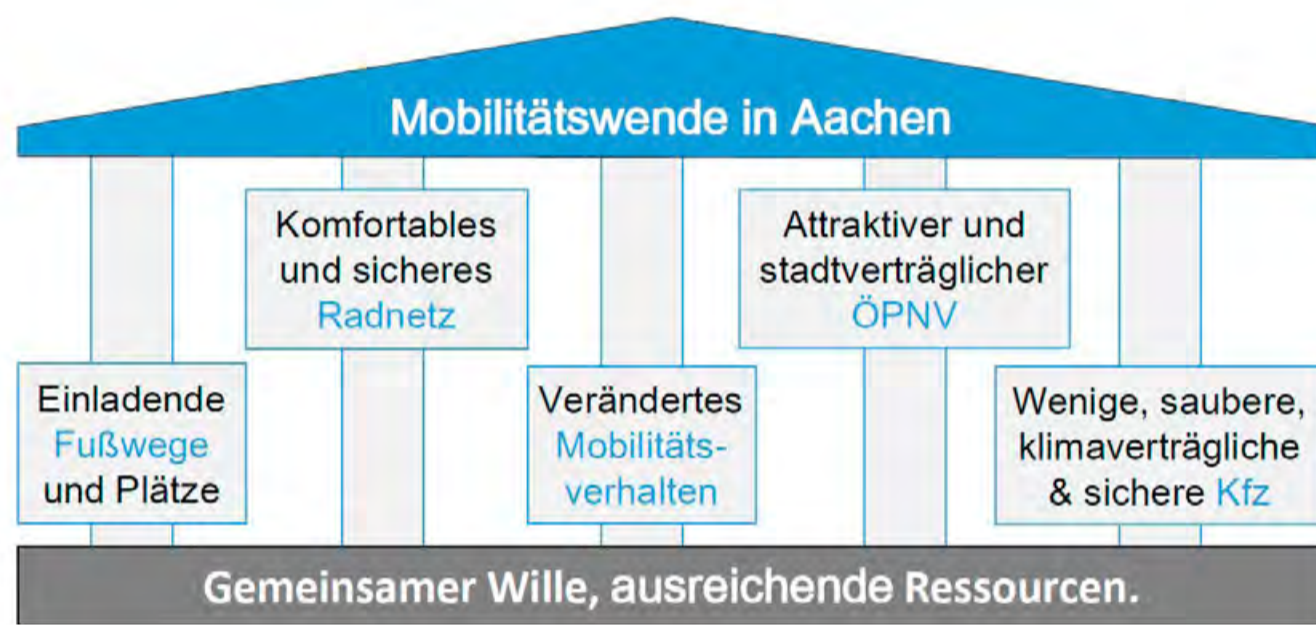 Mobilitätswende in Aachen
Einladende
Fußwege
und Plätze
Komfortables
und sicheres
Radnetz
Verändertes
Mobilitäts-
verhalten
Attraktiver und
stadtverträglicher
ÖPNV
Wenige, saubere,
klimaverträgliche
& sichere Kfz
Gemeinsamer Wille, ausreichende Ressourcen.